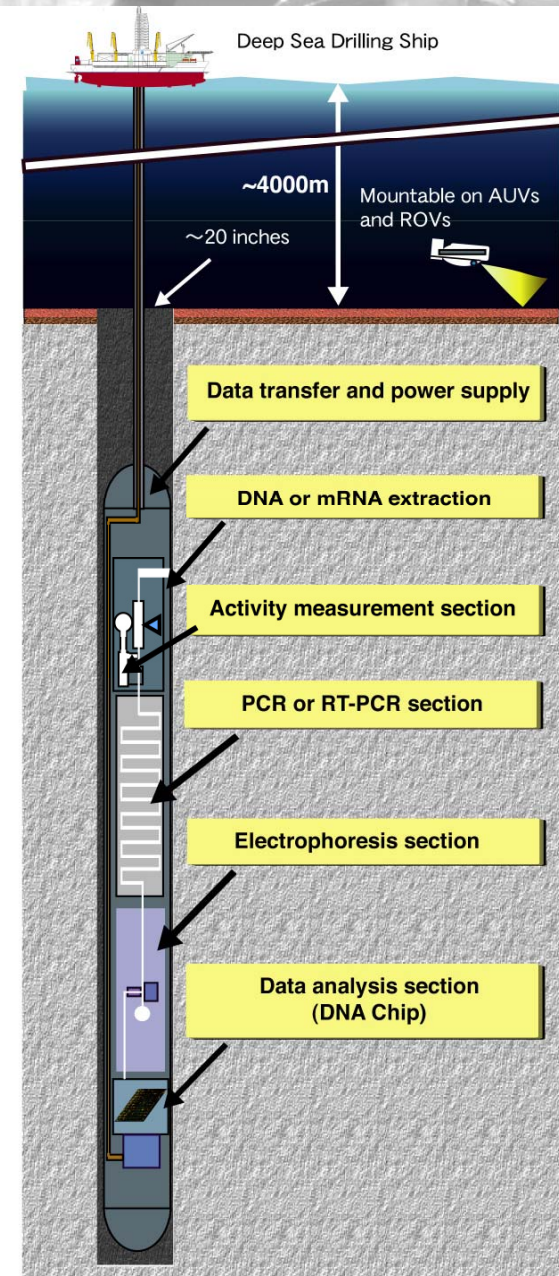 Deep Sea Drilling Ship
~4000m
Mountable on AUVs
and ROVs
~20 inches
Data transfer and power supply
DNA or mRNA extraction
Activity measurement section
PCR or RT-PCR section
Electrophoresis section
Data analysis section
(DNA Chip)